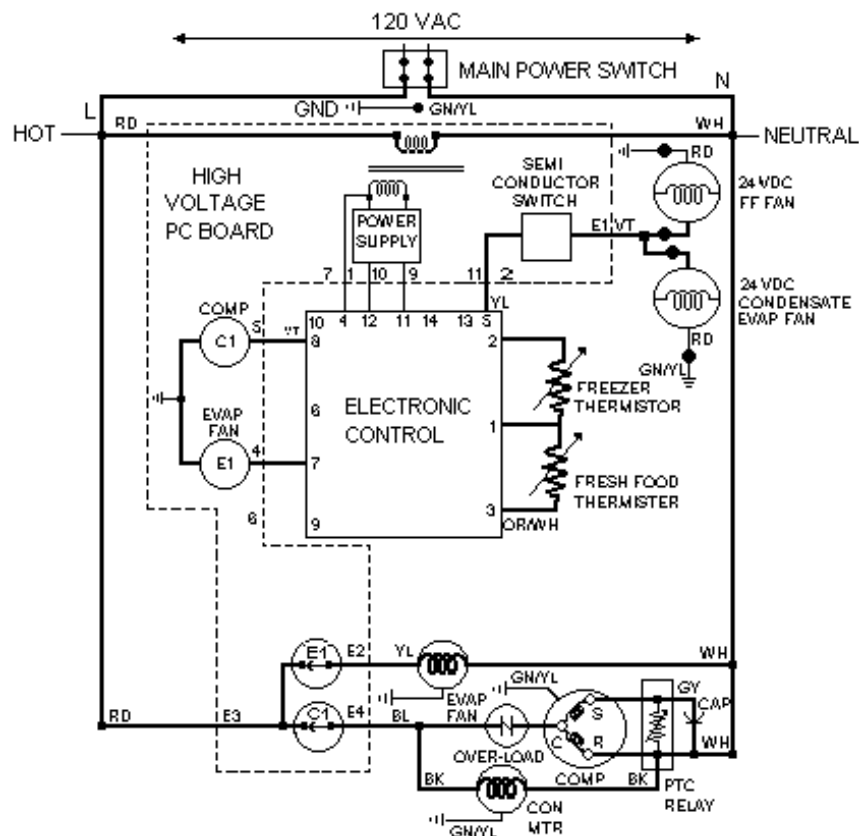 120 VAC
MAIN POWER SWITCH
N
L
GND
GN/YL
HOT
RD
WH
NEUTRAL
HIGH
VOLTAGE
PC BOARD
SEMI
CONDUCTOR
SWITCH
RD
24 VDC
FF FAN
POWER
SUPPLY
E1 VT
7 1 10 9 11 2
24 VDC
CONDENSATE
EVAP FAN
RD
GN/YL
COMP
C1
S
VT
10 4 12 11 14 13 S
YL
8
2
FREEZER
THERMISTOR
6
ELECTRONIC
CONTROL
1
EVAP
FAN
E1
4
7
FRESH FOOD
THERMISTER
6
9
3
OR/WH
E1
E2
YL
WH
EVAP
FAN
GN/YL
GY
CAP
RD
E3
C1
E4
BL
OVER-LOAD
S
C
R
COMP
WH
BK
CON
MTR
BK
PTC
RELAY
GN/YL